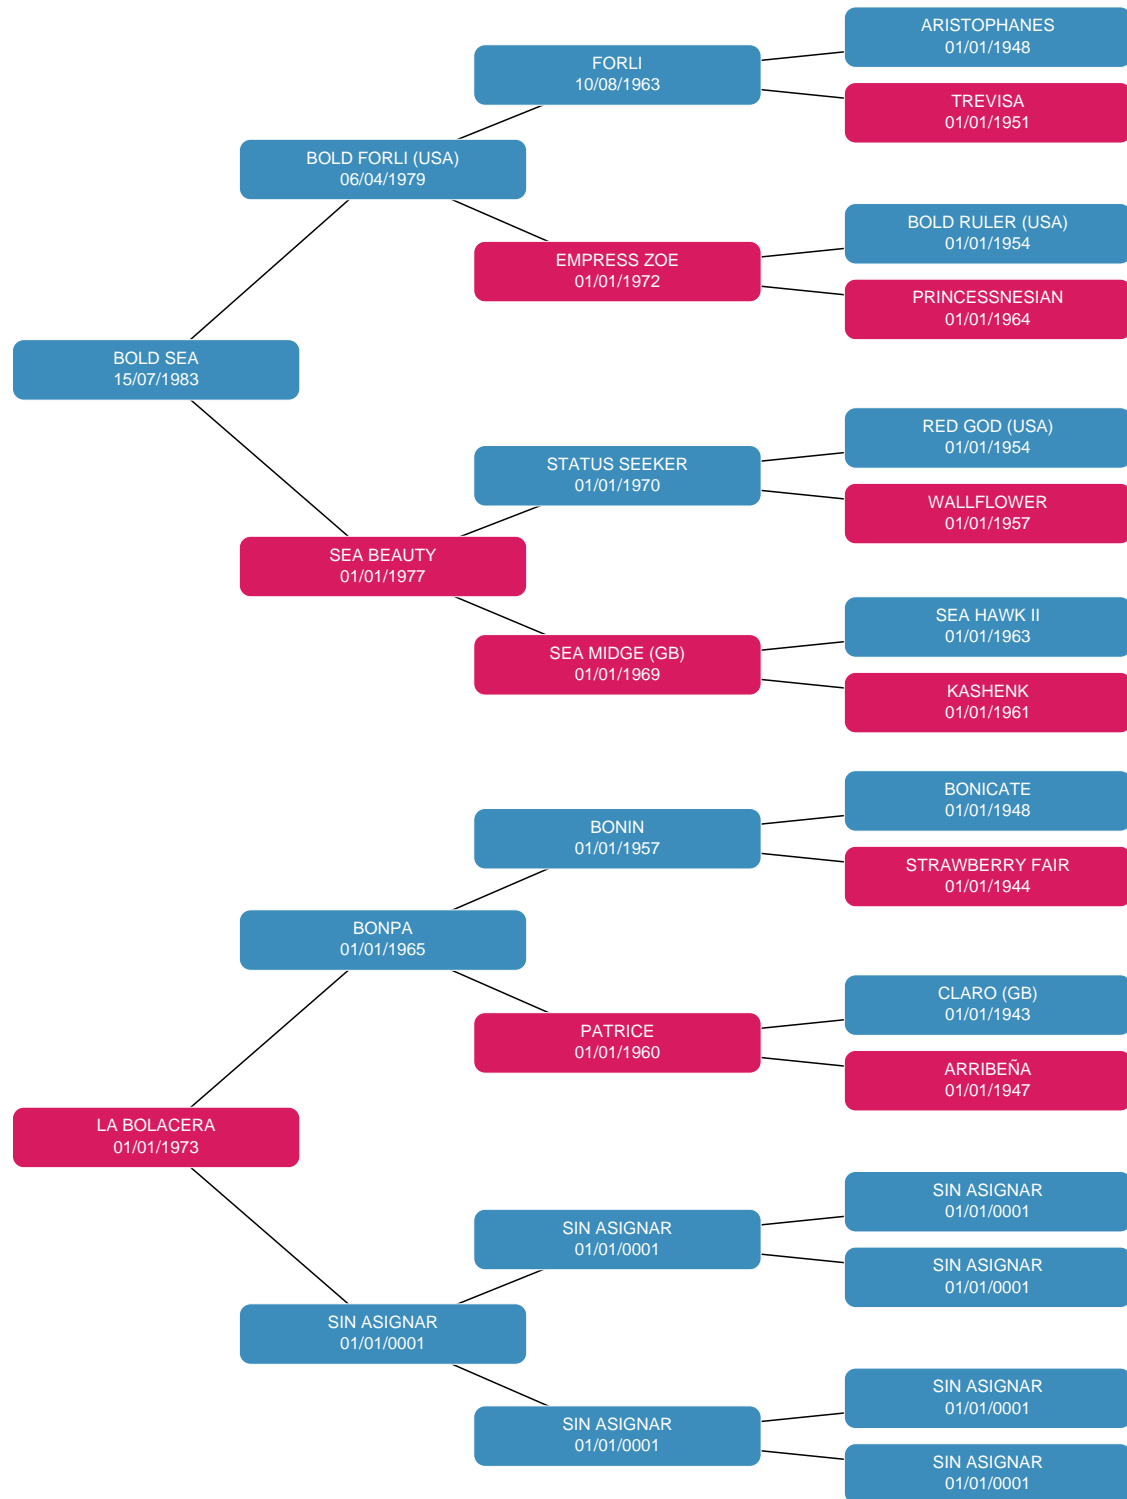 ARISTOPHANES
01/01/1948
FORLI
10/08/1963
TREVISA
01/01/1951
BOLD FORLI (USA)
06/04/1979
BOLD RULER (USA)
01/01/1954
EMPRESS ZOE
01/01/1972
PRINCESSNESIAN
01/01/1964
BOLD SEA
15/07/1983
RED GOD (USA)
01/01/1954
STATUS SEEKER
01/01/1970
WALLFLOWER
01/01/1957
SEA BEAUTY
01/01/1977
SEA HAWK II
01/01/1963
SEA MIDGE (GB)
01/01/1969
KASHENK
01/01/1961
BONICATE
01/01/1948
BONIN
01/01/1957
STRAWBERRY FAIR
01/01/1944
BONPA
01/01/1965
CLARO (GB)
01/01/1943
PATRICE
01/01/1960
ARRIBEÑA
01/01/1947
LA BOLACERA
01/01/1973
SIN ASIGNAR
01/01/0001
SIN ASIGNAR
01/01/0001
SIN ASIGNAR
01/01/0001
SIN ASIGNAR
01/01/0001
SIN ASIGNAR
01/01/0001
SIN ASIGNAR
01/01/0001
SIN ASIGNAR
01/01/0001